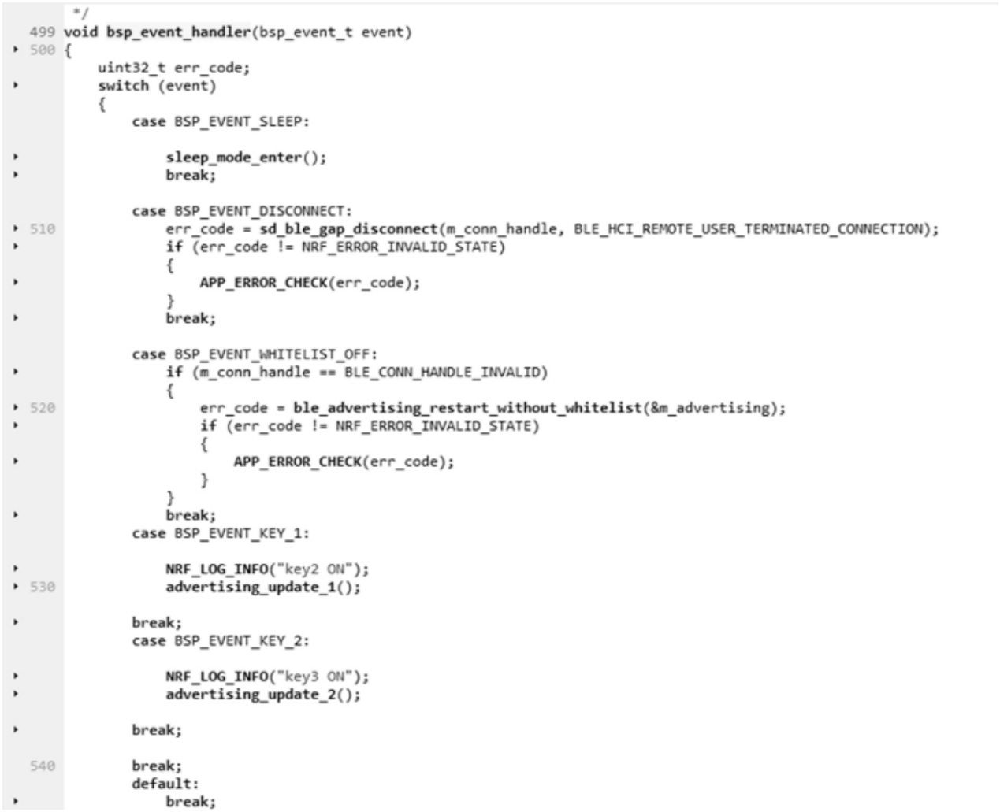 */
499 void bsp_event_handler(bsp_event_t event)
500 {
uint32_t err_code;
switch (event)
{
case BSP_EVENT_SLEEP:
sleep_mode_enter();
break;
case BSP_EVENT_DISCONNECT:
510 err_code = sd_ble_gap_disconnect(m_conn_handle, BLE_HCI_REMOTE_USER_TERMINATED_CONNECTION);
if (err_code != NRF_ERROR_INVALID_STATE)
{
APP_ERROR_CHECK(err_code);
}
break;
case BSP_EVENT_WHITELIST_OFF:
if (m_conn_handle == BLE_CONN_HANDLE_INVALID)
{
520 err_code = ble_advertising_restart_without_whitelist(&m_advertising);
if (err_code != NRF_ERROR_INVALID_STATE)
{
APP_ERROR_CHECK(err_code);
}
}
break;
case BSP_EVENT_KEY_1:
NRF_LOG_INFO("key2 ON");
530 advertising_update_1();
break;
case BSP_EVENT_KEY_2:
NRF_LOG_INFO("key3 ON");
advertising_update_2();
break;
540 break;
default:
break;